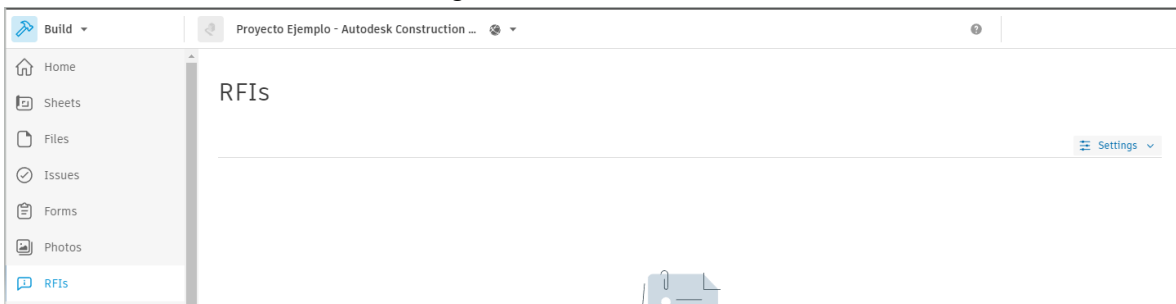 Build
Proyecto Ejemplo - Autodesk Construction ...
Home
Sheets
Files
Issues
Forms
Photos
RFIs
RFIs
Settings